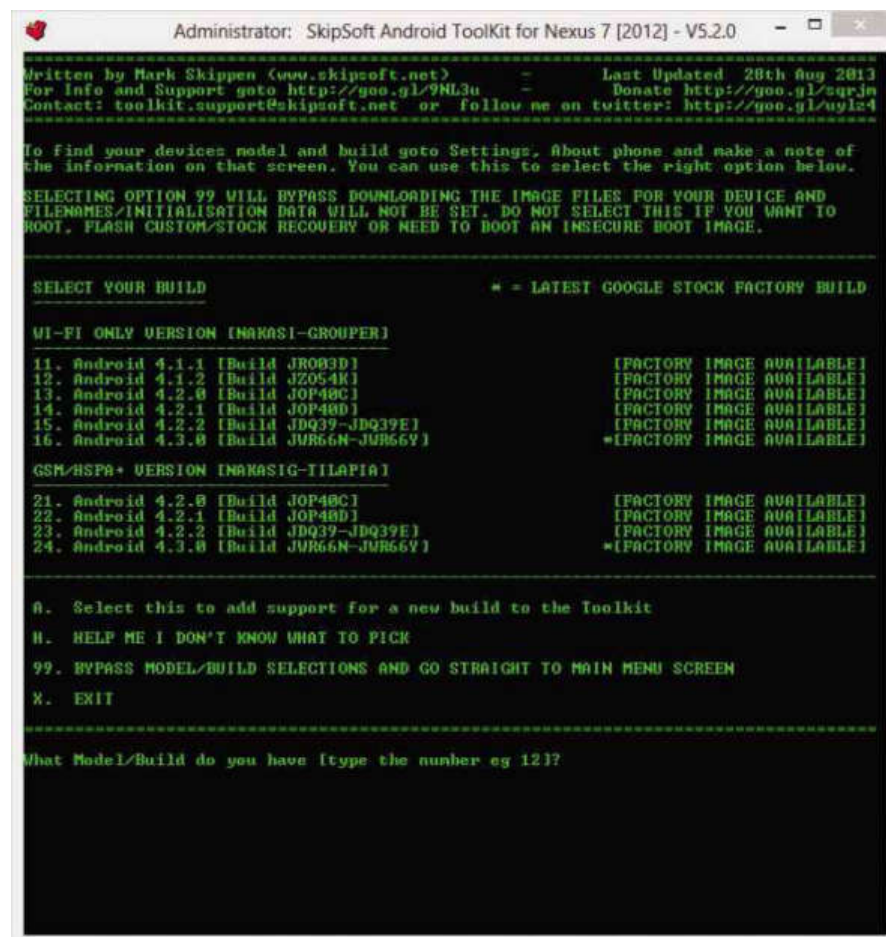 Administrator: SkipSoft Android ToolKit for Nexus 7 [2012] - V5.2.0
Written by Mark Skippen (www.skipsoft.net) - Last Updated 28th Aug 2013
For Info and Support goto http://goo.gl/9NL3u - Donate http://goo.gl/sqrjm
Contact: toolkit.support@skipsoft.net or follow me on twitter: http://goo.gl/uylz4
To find your devices model and build goto Settings, About phone and make a note of
the information on that screen. You can use this to select the right option below.
SELECTING OPTION 99 WILL BYPASS DOWNLOADING THE IMAGE FILES FOR YOUR DEVICE AND
FILENAMES/INITIALISATION DATA WILL NOT BE SET. DO NOT SELECT THIS IF YOU WANT TO
ROOT, FLASH CUSTOM/STOCK RECOVERY OR NEED TO BOOT AN INSECURE BOOT IMAGE.
SELECT YOUR BUILD * = LATEST GOOGLE STOCK FACTORY BUILD
WI-FI ONLY VERSION [NAKASI-GROUPER]
11. Android 4.1.1 [Build JRO03D] [FACTORY IMAGE AVAILABLE]
12. Android 4.1.2 [Build JZO54K] [FACTORY IMAGE AVAILABLE]
13. Android 4.2.0 [Build JOP40C] [FACTORY IMAGE AVAILABLE]
14. Android 4.2.1 [Build JOP40D] [FACTORY IMAGE AVAILABLE]
15. Android 4.2.2 [Build JDQ39-JDQ39E] [FACTORY IMAGE AVAILABLE]
16. Android 4.3.0 [Build JWR66N-JWR66Y] *[FACTORY IMAGE AVAILABLE]
GSM/HSPA+ VERSION [NAKASIG-TILAPIA]
21. Android 4.2.0 [Build JOP40C] [FACTORY IMAGE AVAILABLE]
22. Android 4.2.1 [Build JOP40D] [FACTORY IMAGE AVAILABLE]
23. Android 4.2.2 [Build JDQ39-JDQ39E] [FACTORY IMAGE AVAILABLE]
24. Android 4.3.0 [Build JWR66N-JWR66Y] *[FACTORY IMAGE AVAILABLE]
A. Select this to add support for a new build to the Toolkit
H. HELP ME I DON'T KNOW WHAT TO PICK
99. BYPASS MODEL/BUILD SELECTIONS AND GO STRAIGHT TO MAIN MENU SCREEN
X. EXIT
What Model/Build do you have [type the number eg 12]?